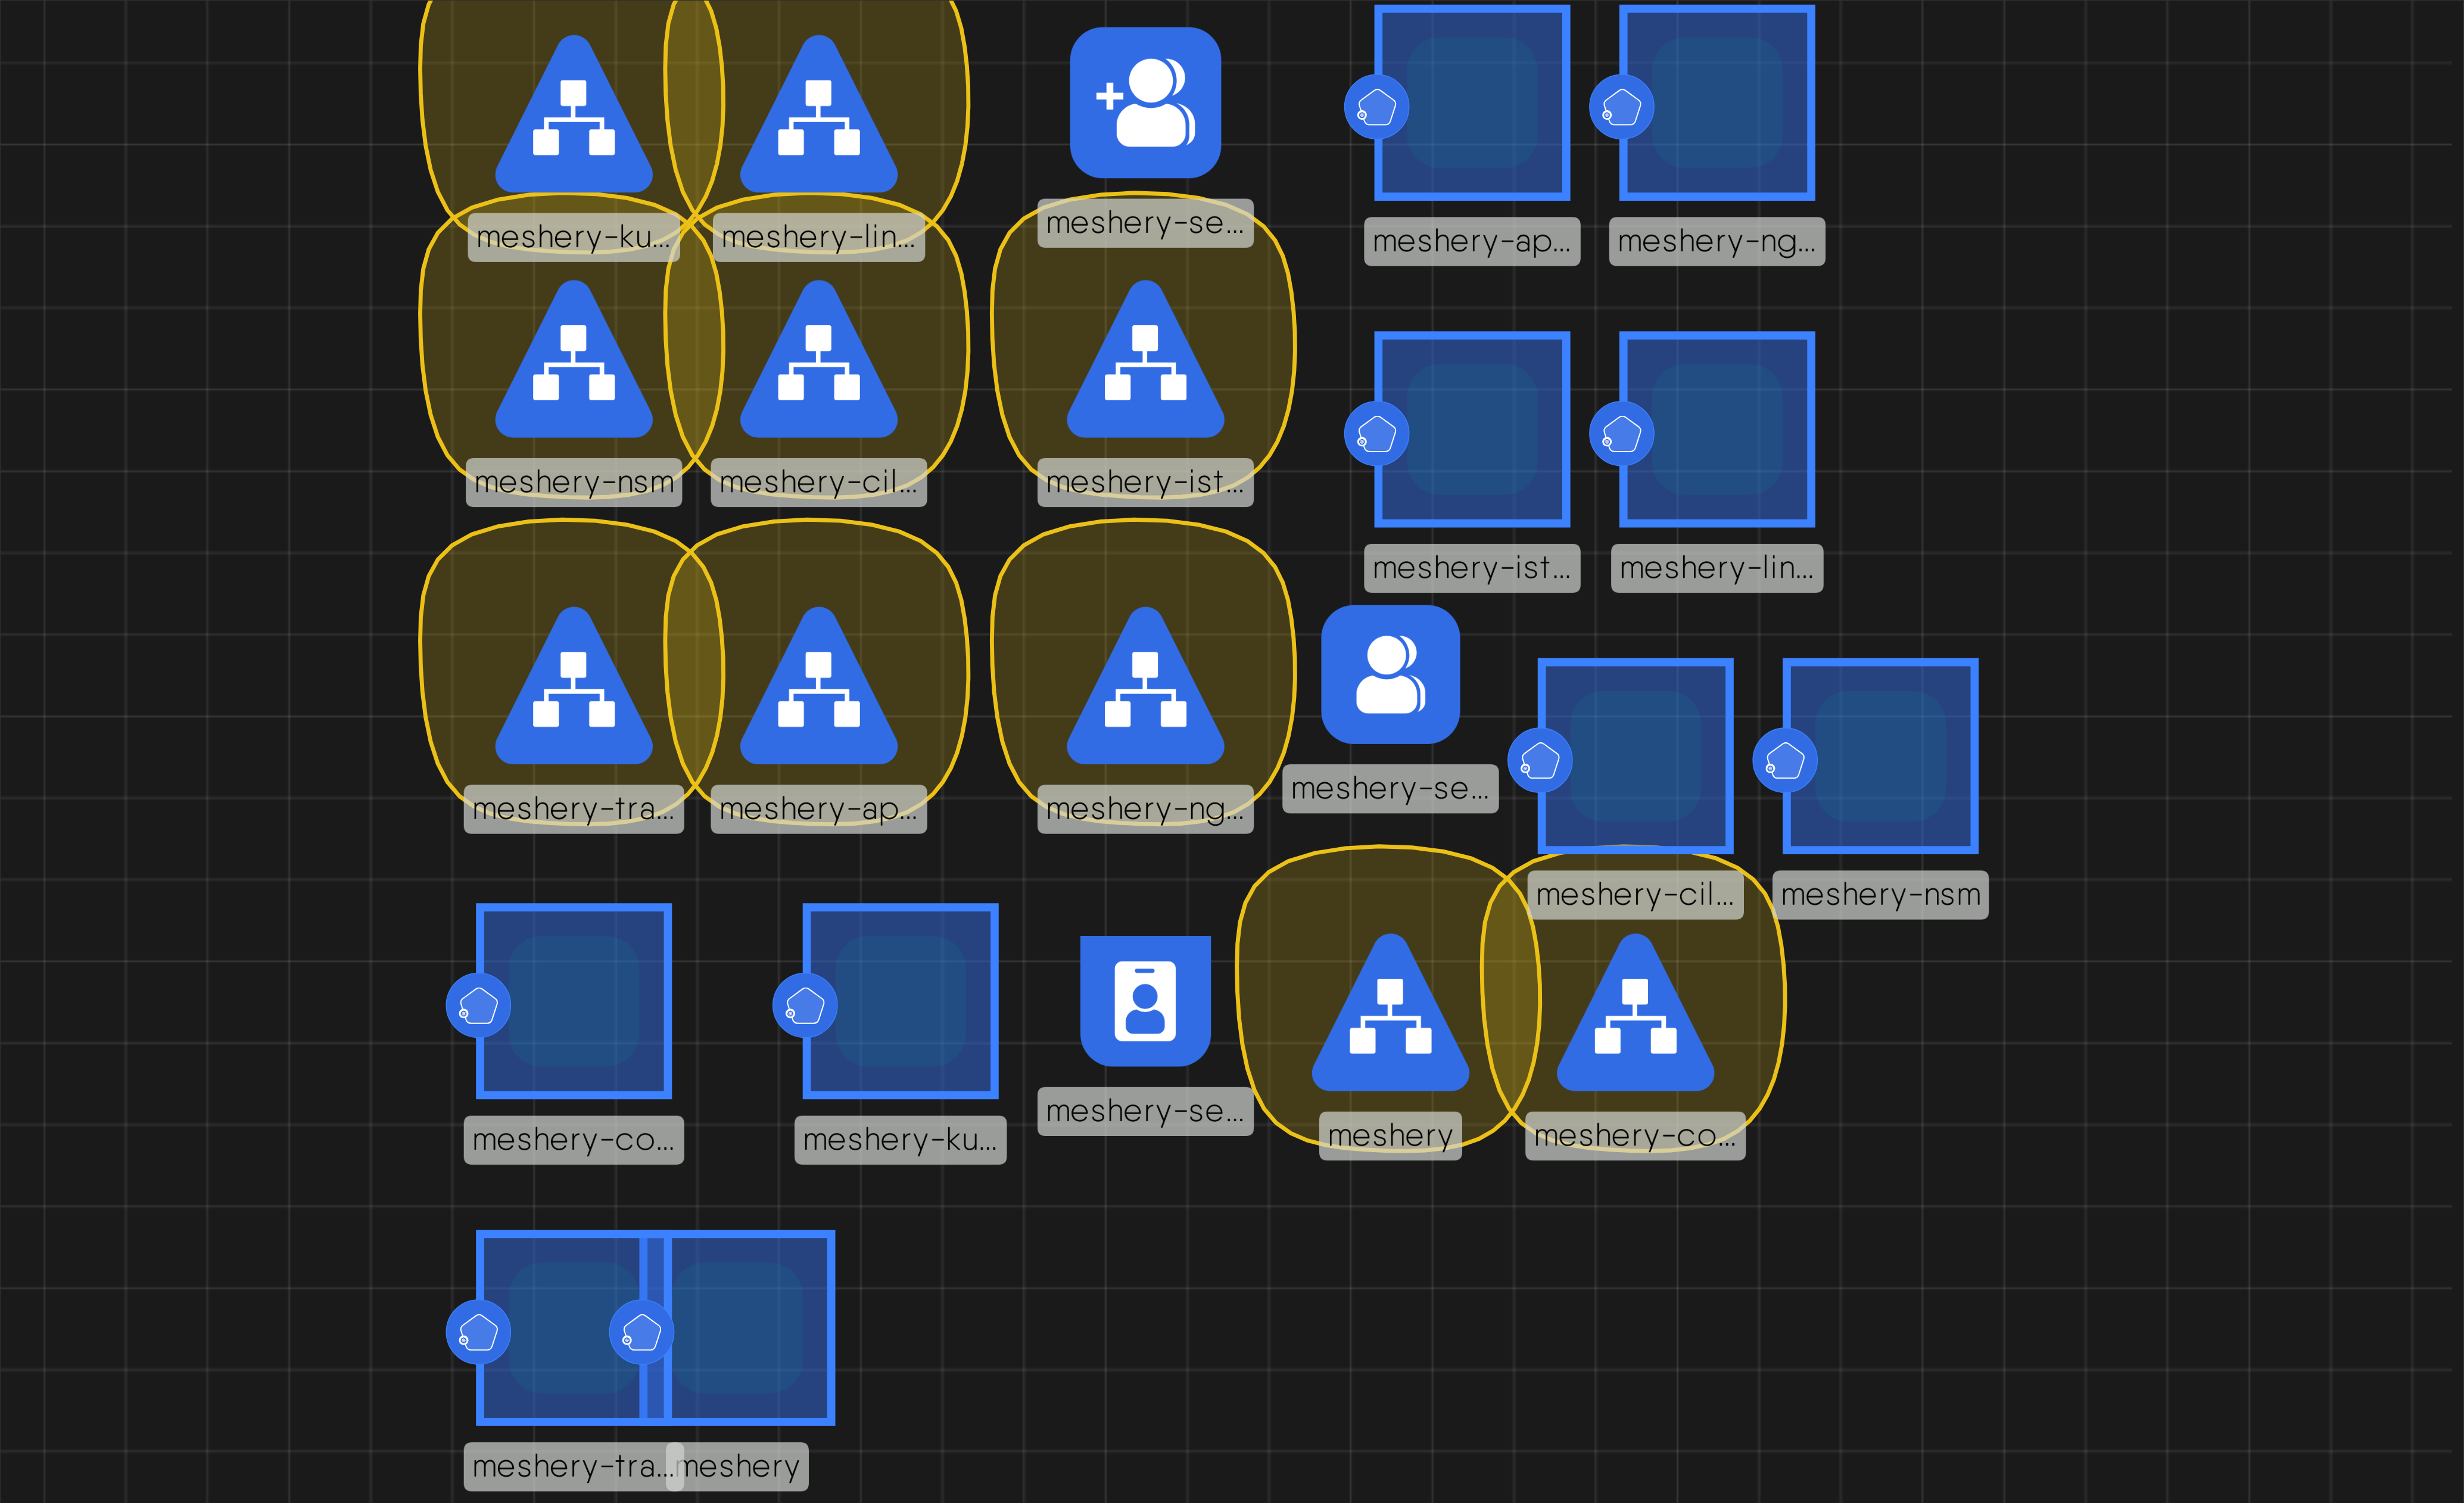 meshery-ku...
meshery-lin...
meshery-se...
meshery-ap...
meshery-ng...
meshery-nsm
meshery-cil...
meshery-ist...
meshery-ist...
meshery-lin...
meshery-tra...
meshery-ap...
meshery-ng...
meshery-se...
meshery-cil...
meshery-nsm
meshery-co...
meshery-ku...
meshery-se...
meshery
meshery-co...
meshery-tra...
meshery